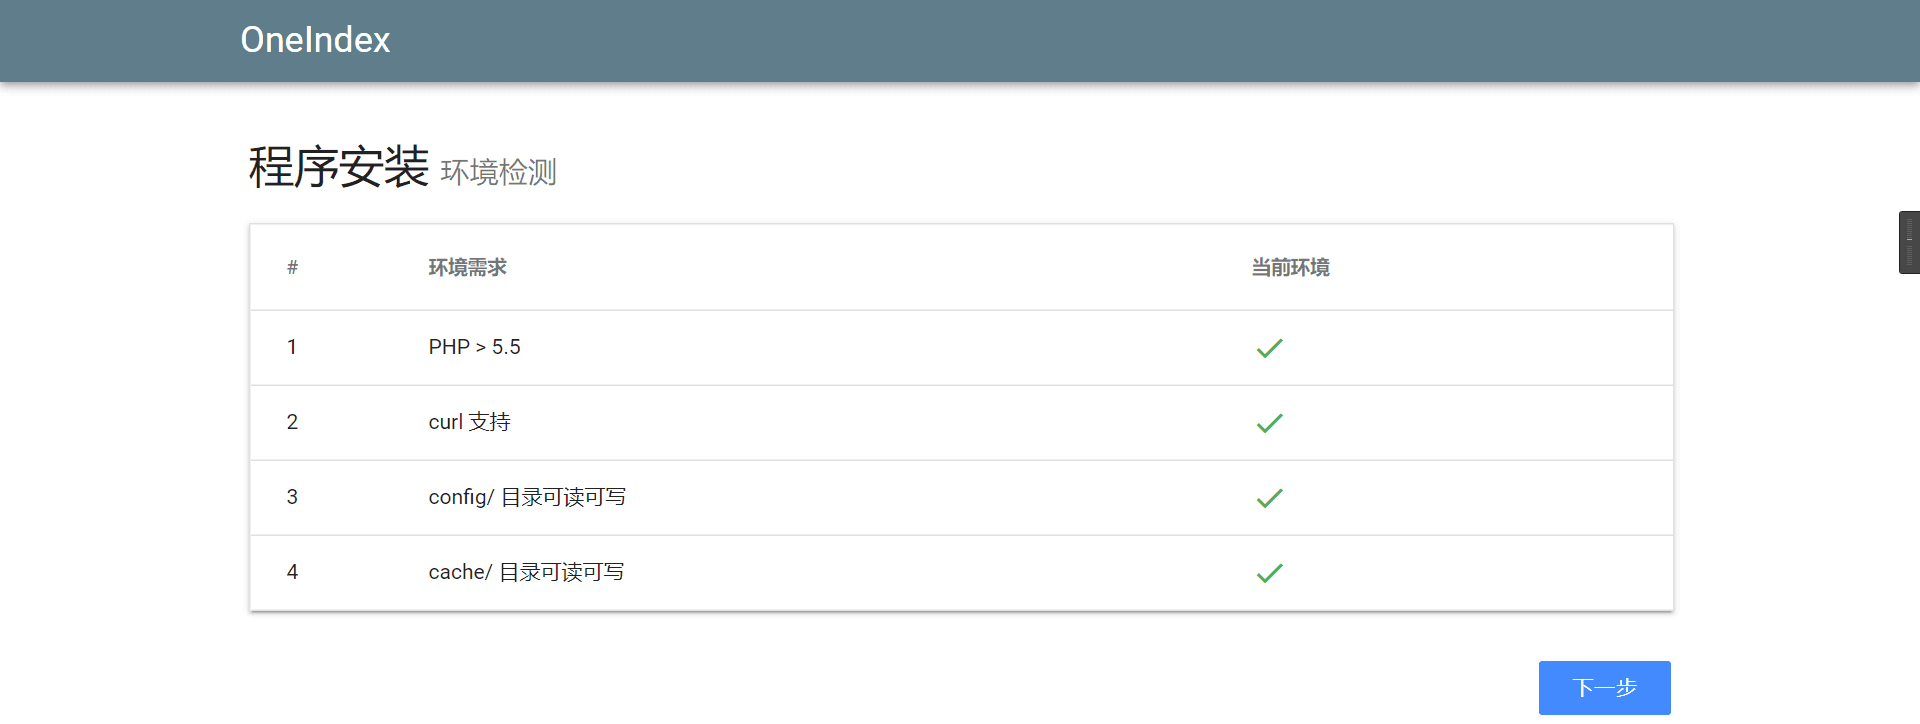 OneIndex
程序安装 环境检测
# 环境需求 当前环境
1 PHP > 5.5
2 curl 支持
3 config/ 目录可读可写
4 cache/ 目录可读可写
下一步